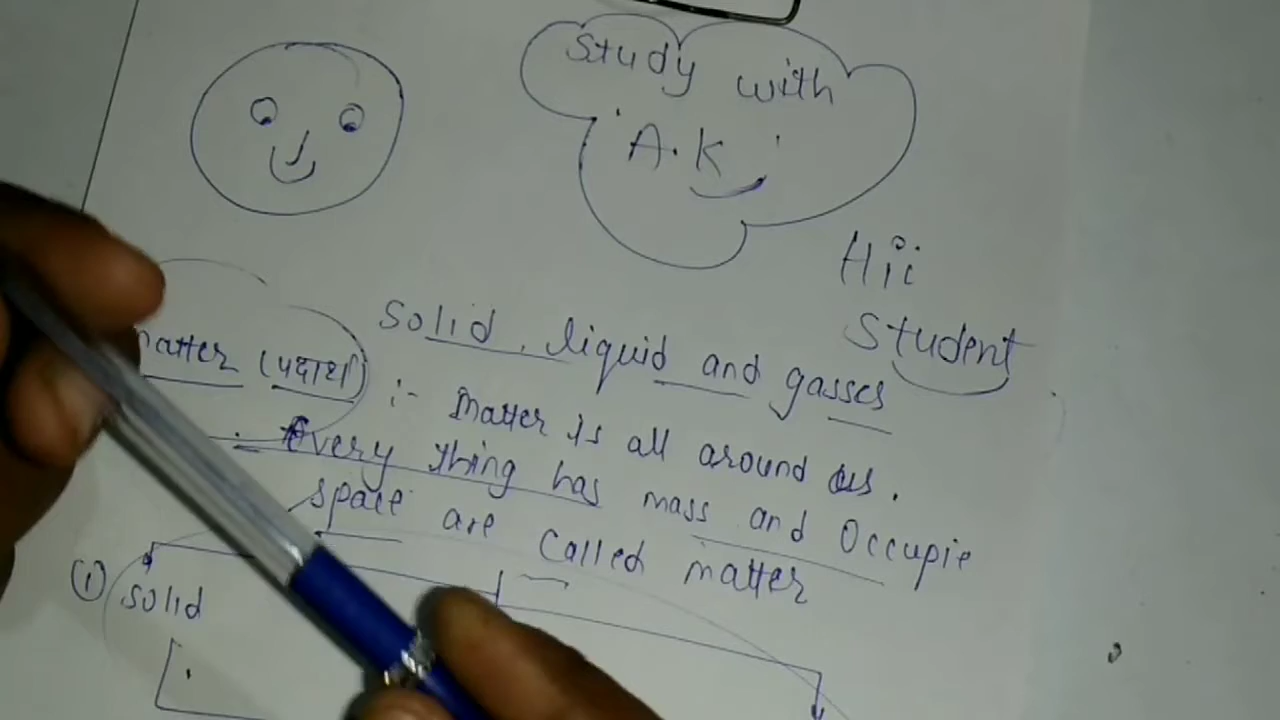 Study with
'A.K'
Hii
Student
Solid, liquid and gasses
matter (पदार्थ) :- Matter is all around us.
Every thing has mass and Occupie
space are called matter
① Solid